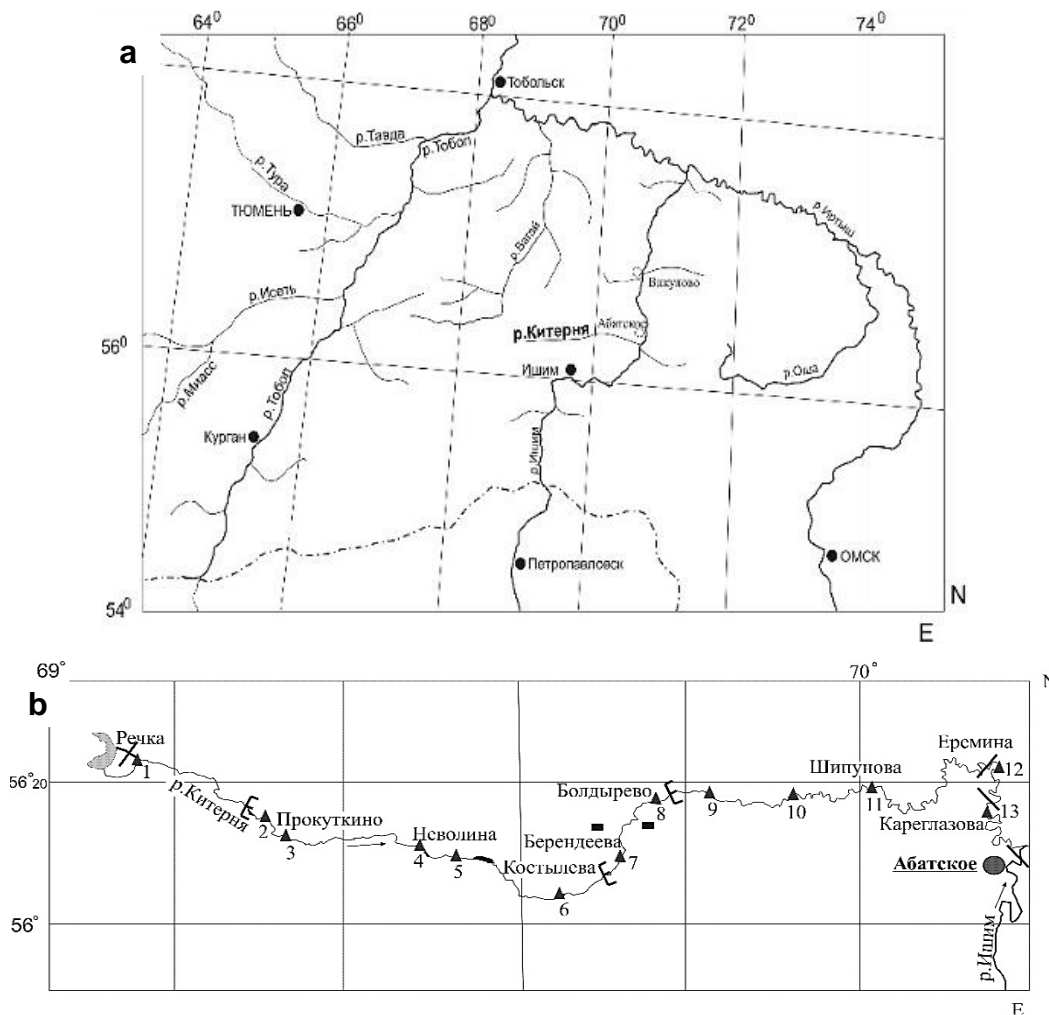 64⁰ 66⁰ 68⁰ 70⁰ 72⁰ 74⁰
a
Тобольск
р.Тавда
р.Тобол
р.Тура
ТЮМЕНЬ
р.Иртыш
р.Вагай
Викулово
р.Исеть
р.Китерня
Абатское
56⁰
р.Миасс
р.Тобол
Ишим
р.Оша
Курган
р.Ишим
Петропавловск
ОМСК
54⁰
N
E
69° 70°
N
b
Речка
1
Еремина
12
56°20
Шипунова
р.Китерня
Болдырево
8
9
10
11
2
Прокуткино
3
Неволина
4
5
Берендеева
7
Костылева
6
Кареглазова
13
Абатское
56°
р.Ишим
E